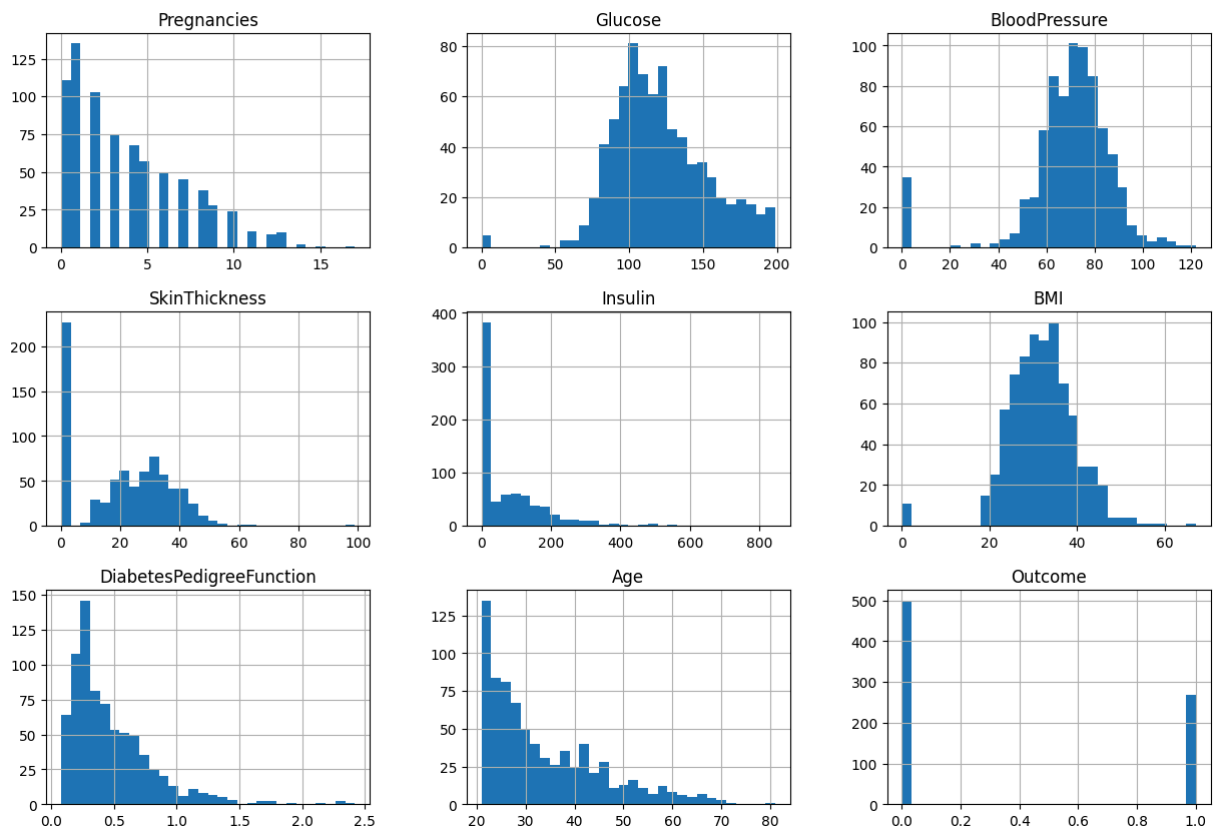 Pregnancies
125
100
75
50
25
0
0 5 10 15
Glucose
80
60
40
20
0
0 50 100 150 200
BloodPressure
100
80
60
40
20
0
0 20 40 60 80 100 120
SkinThickness
200
150
100
50
0
0 20 40 60 80 100
Insulin
400
300
200
100
0
0 200 400 600 800
BMI
100
80
60
40
20
0
0 20 40 60
DiabetesPedigreeFunction
150
125
100
75
50
25
0
0.0 0.5 1.0 1.5 2.0 2.5
Age
125
100
75
50
25
0
20 30 40 50 60 70 80
Outcome
500
400
300
200
100
0
0.0 0.2 0.4 0.6 0.8 1.0